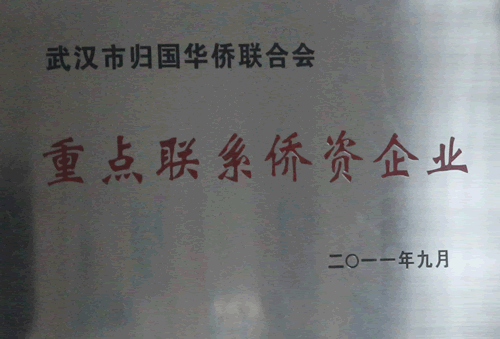 武汉市归国华侨联合会
重点联系侨资企业
二〇一一年九月